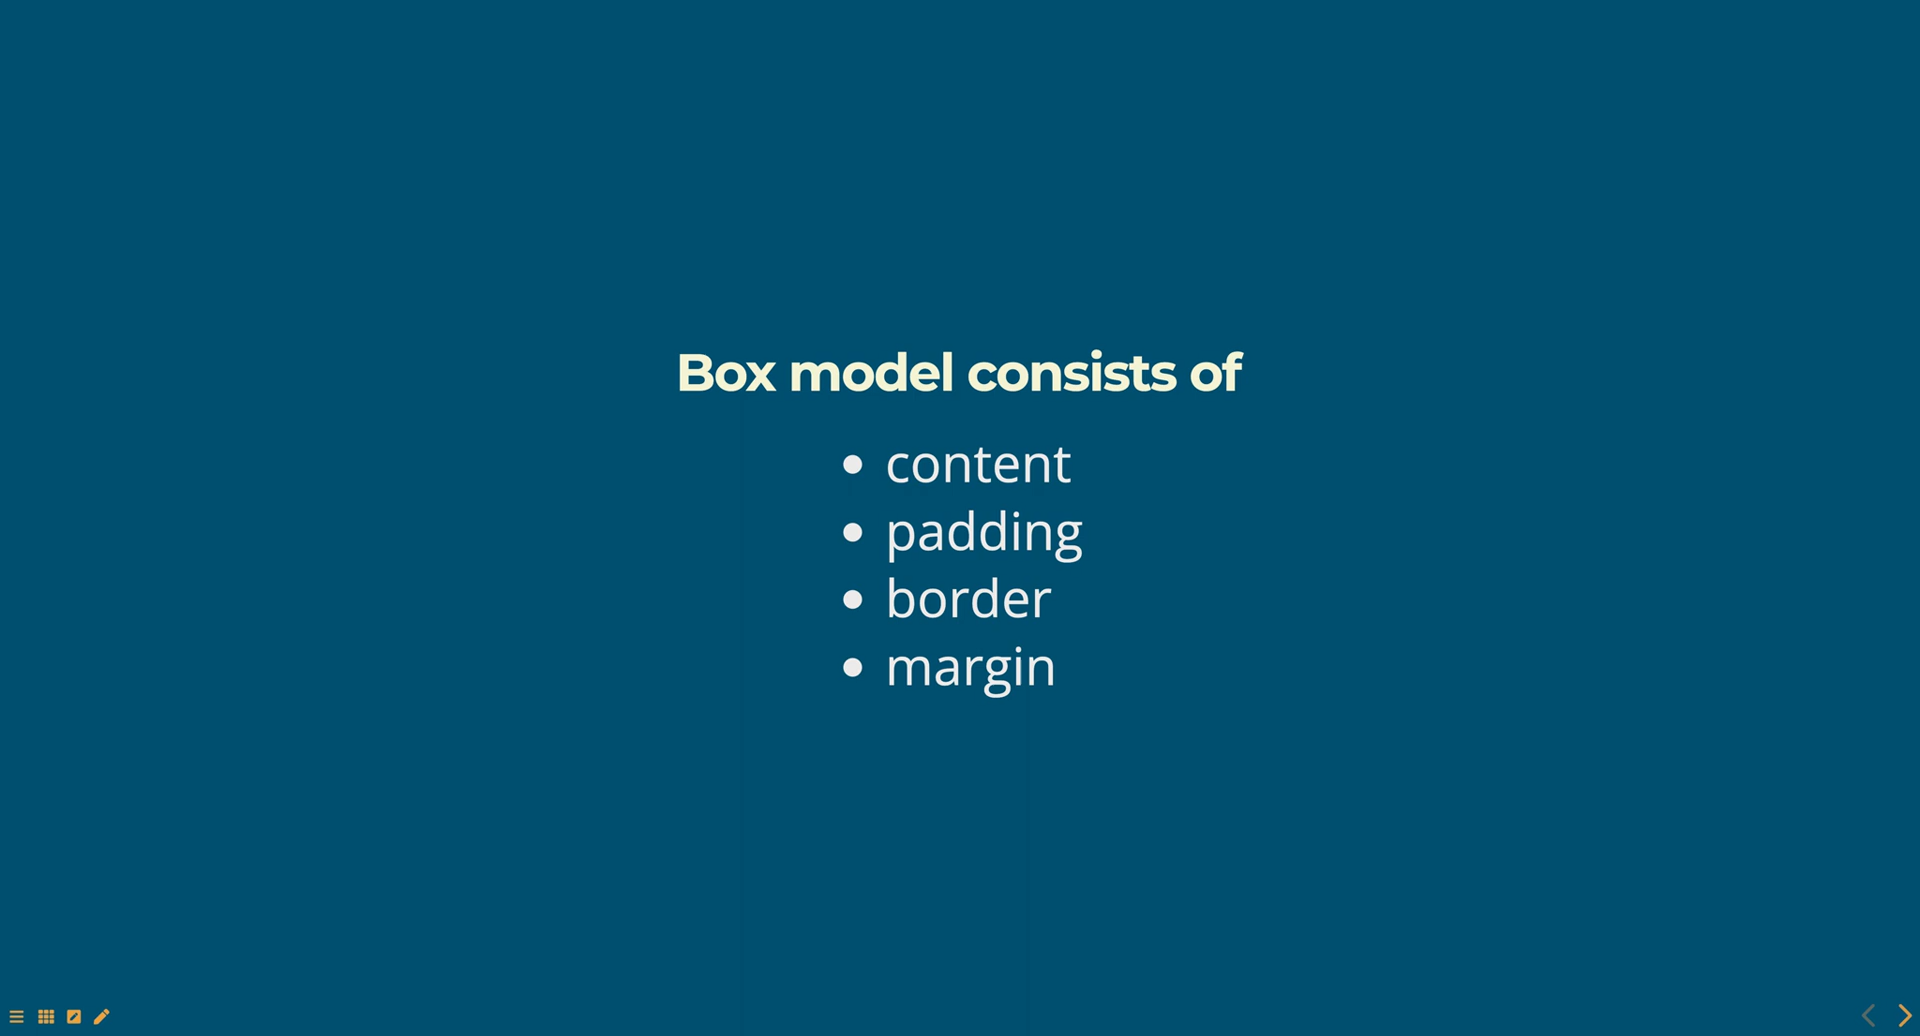 Box model consists of
content
padding
border
margin